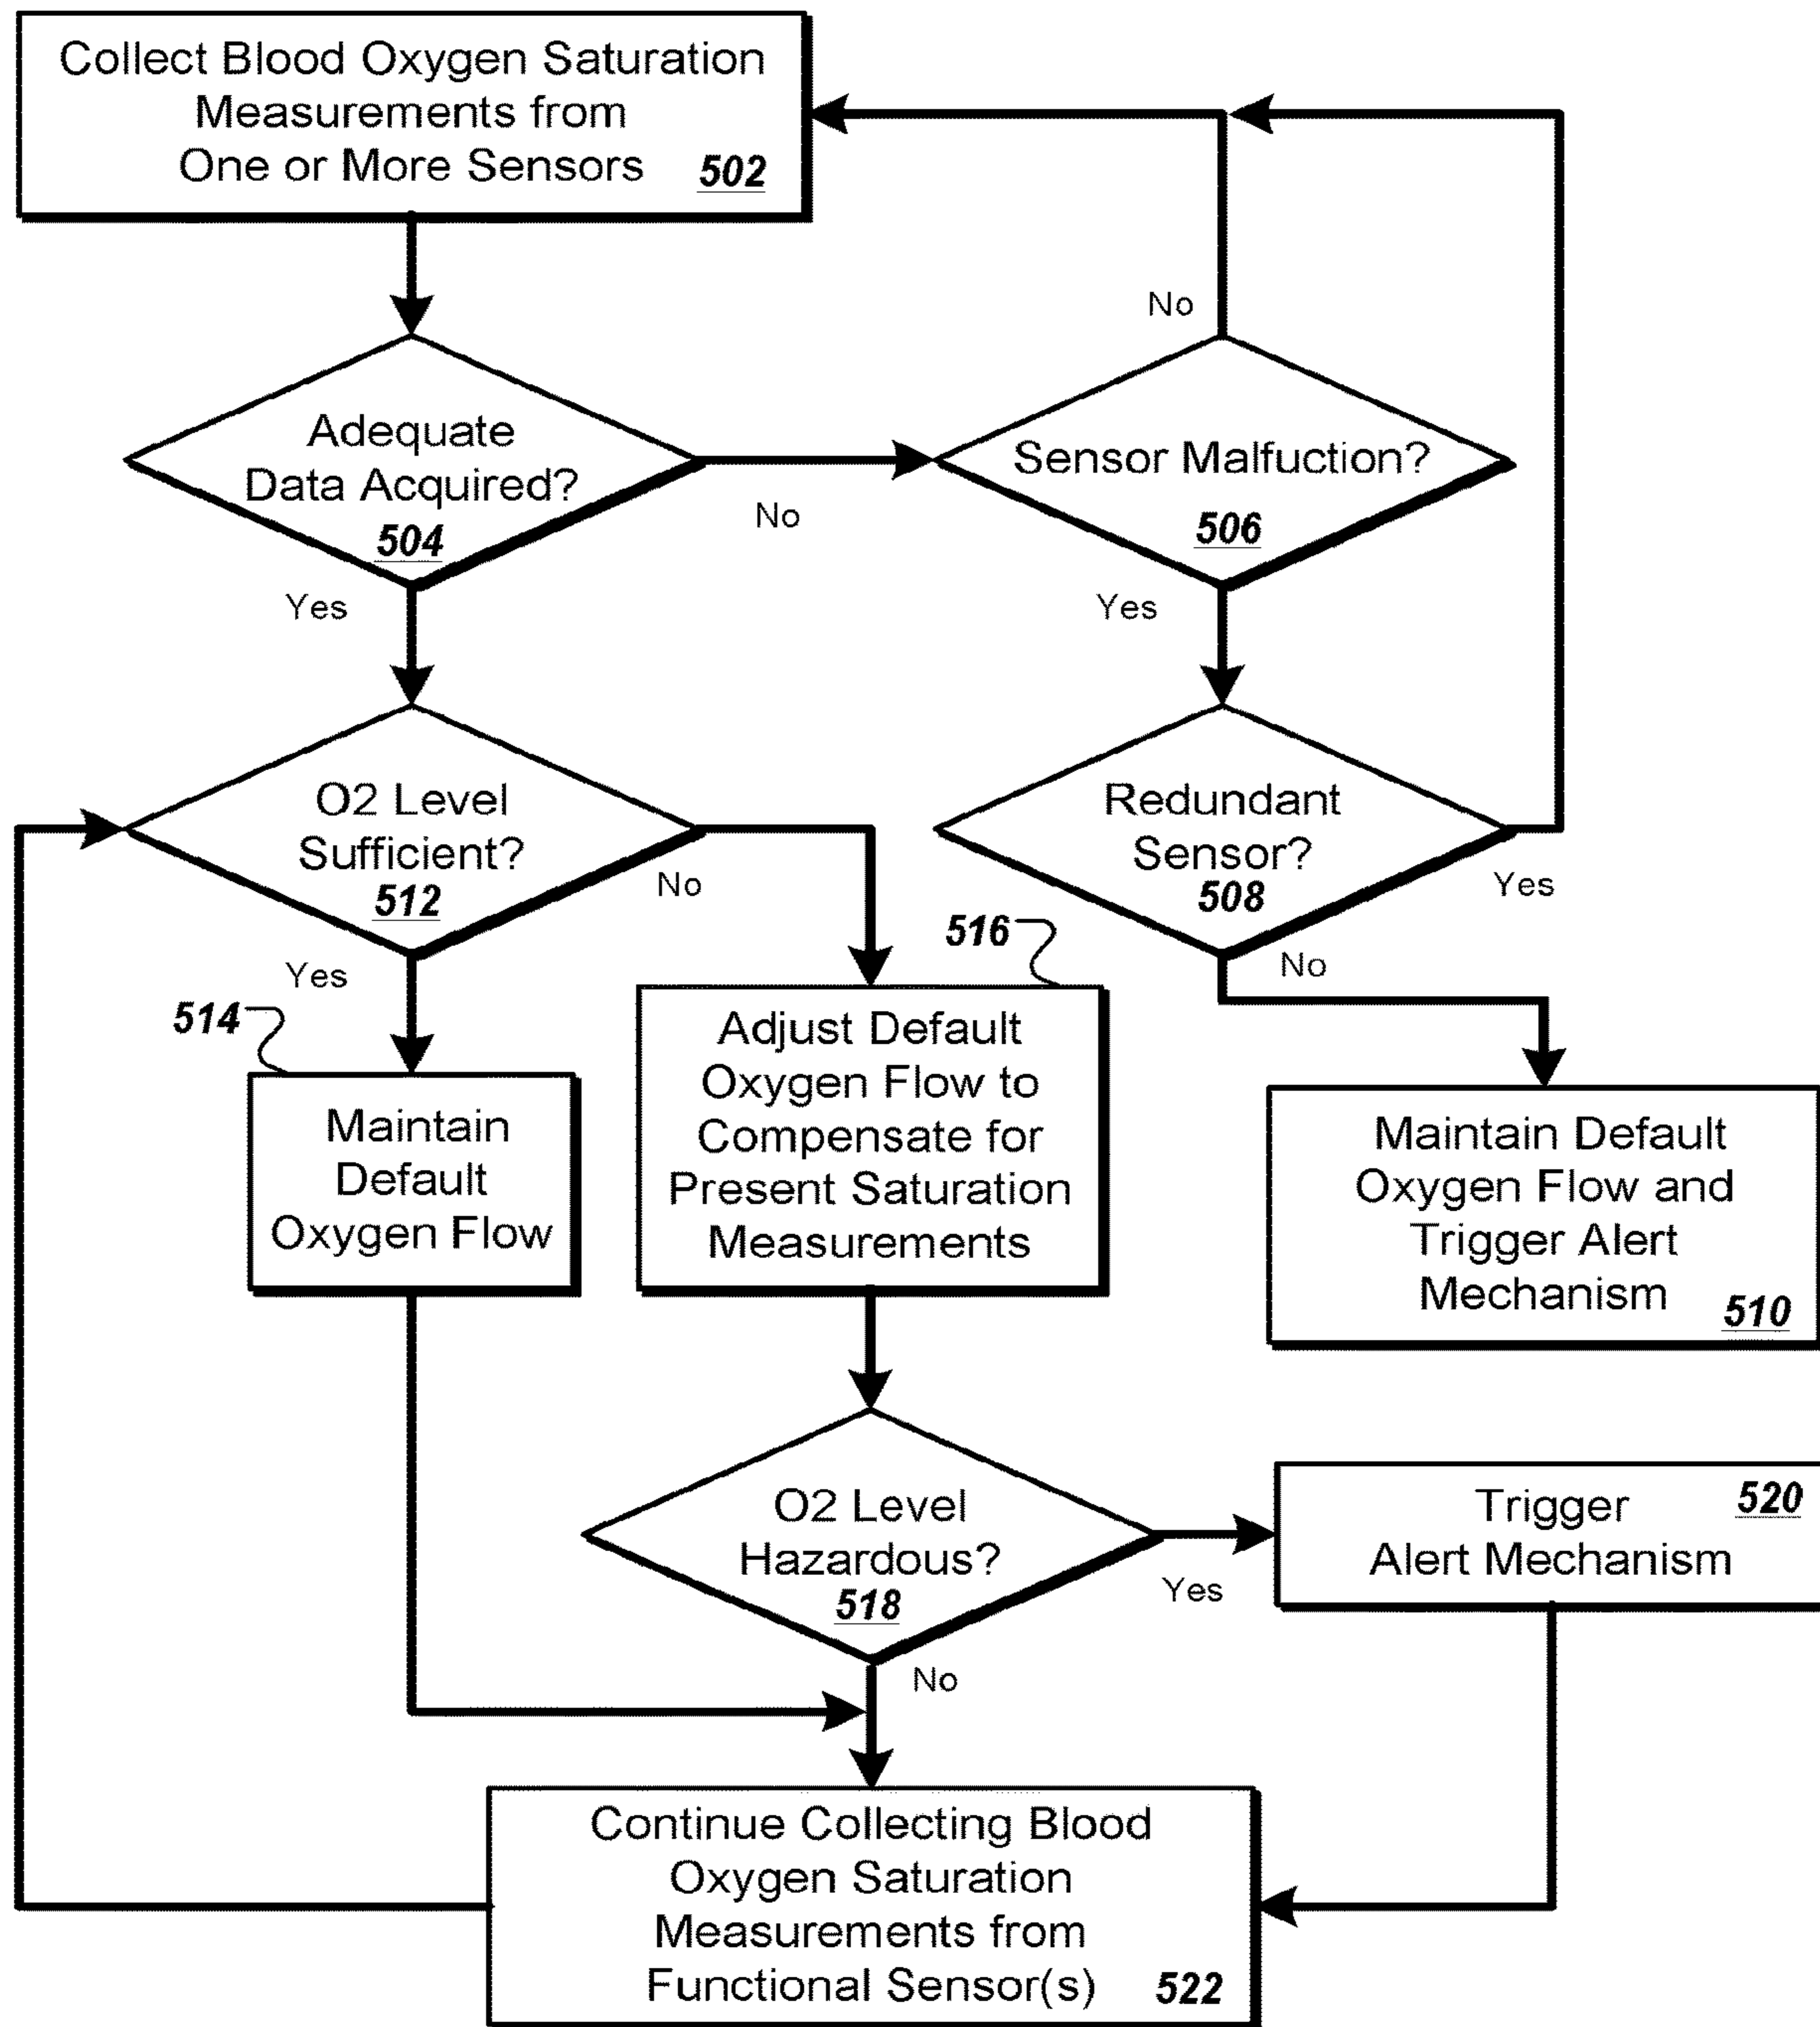 Collect Blood Oxygen Saturation
Measurements from
One or More Sensors
502
No
Adequate
Data Acquired?
504
No
Sensor Malfuction?
506
Yes
Yes
O2 Level
Sufficient?
512
No
Redundant
Sensor?
508
Yes
516
No
Yes
514
Maintain
Default
Oxygen Flow
Adjust Default
Oxygen Flow to
Compensate for
Present Saturation
Measurements
Maintain Default
Oxygen Flow and
Trigger Alert
Mechanism
510
O2 Level
Hazardous?
518
Yes
520
Trigger
Alert Mechanism
No
Continue Collecting Blood
Oxygen Saturation
Measurements from
Functional Sensor(s)
522